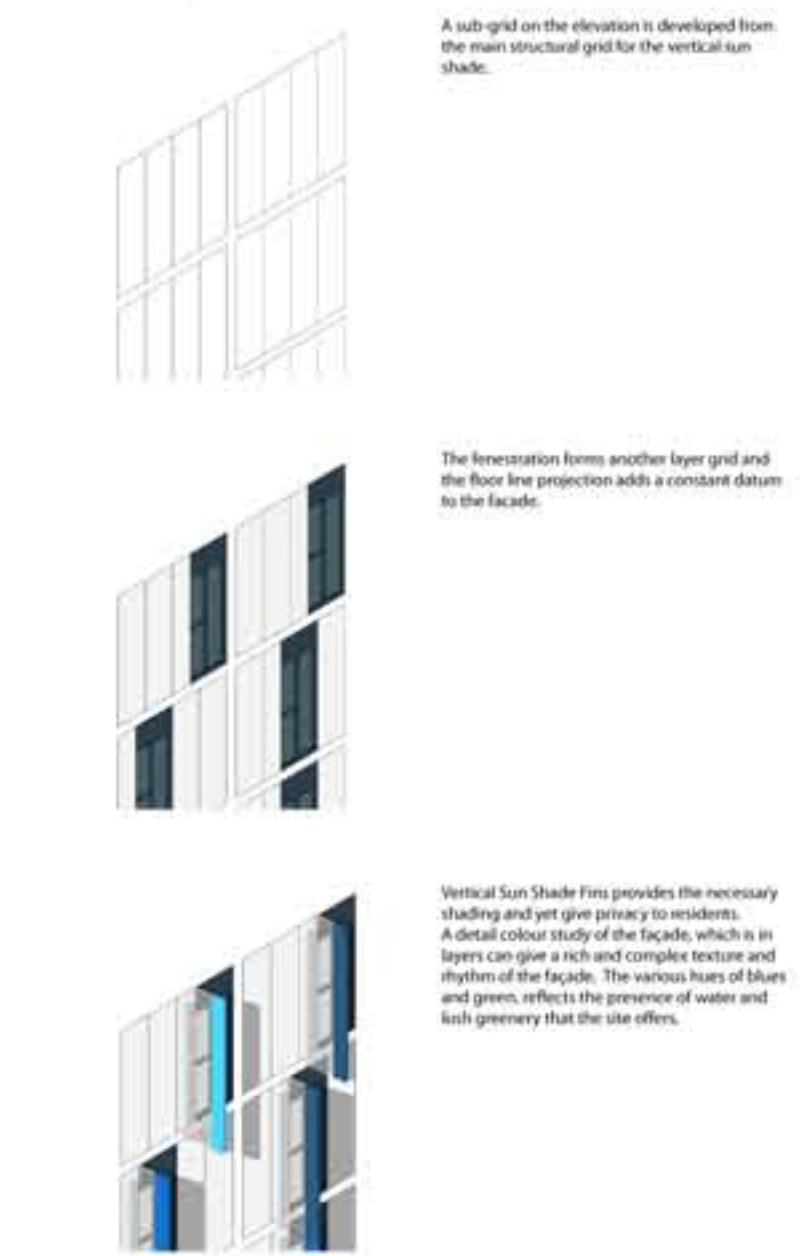 A sub-grid on the elevation is developed from
the main structural grid for the vertical sun
shade.
The fenestration forms another layer grid and
the floor line projection adds a constant datum
to the facade.
Vertical Sun Shade Fins provides the necessary
shading and yet give privacy to residents.
A detail colour study of the façade, which is in
layers can give a rich and complex texture and
rhythm of the façade. The various hues of blues
and green, reflects the presence of water and
lush greenery that the site offers.